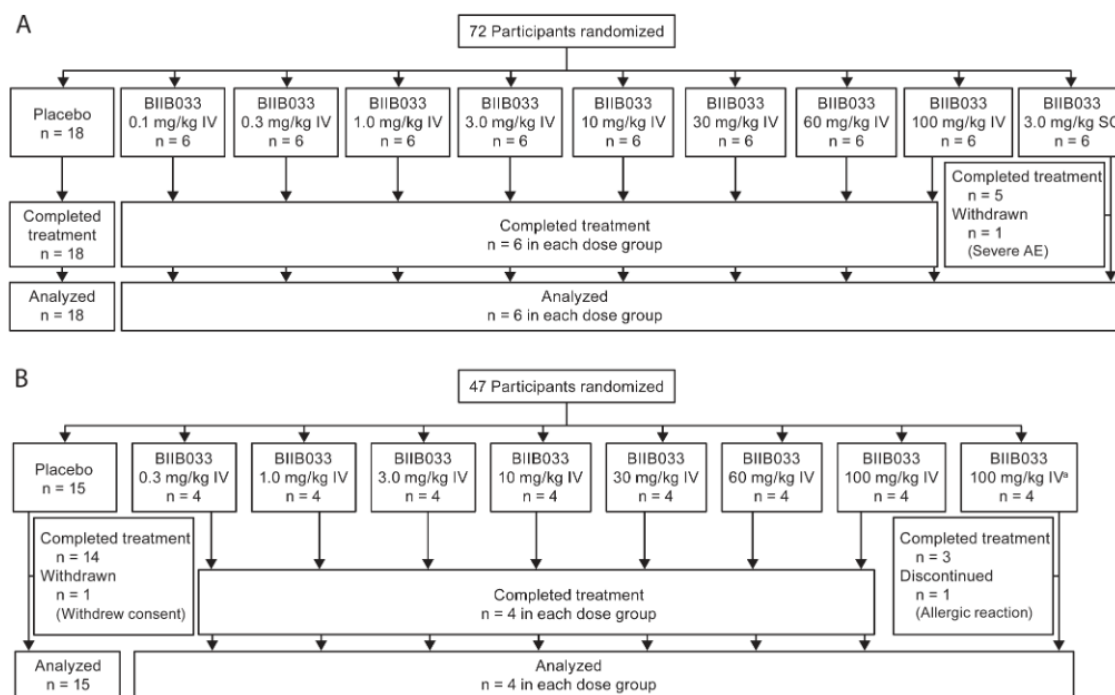 A
72 Participants randomized
Placebo
n = 18
BIIB033
0.1 mg/kg IV
n = 6
BIIB033
0.3 mg/kg IV
n = 6
BIIB033
1.0 mg/kg IV
n = 6
BIIB033
3.0 mg/kg IV
n = 6
BIIB033
10 mg/kg IV
n = 6
BIIB033
30 mg/kg IV
n = 6
BIIB033
60 mg/kg IV
n = 6
BIIB033
100 mg/kg IV
n = 6
BIIB033
3.0 mg/kg SC
n = 6
Completed
treatment
n = 18
Completed treatment
n = 6 in each dose group
Completed treatment
n = 5
Withdrawn
n = 1
(Severe AE)
Analyzed
n = 18
Analyzed
n = 6 in each dose group
B
47 Participants randomized
Placebo
n = 15
BIIB033
0.3 mg/kg IV
n = 4
BIIB033
1.0 mg/kg IV
n = 4
BIIB033
3.0 mg/kg IV
n = 4
BIIB033
10 mg/kg IV
n = 4
BIIB033
30 mg/kg IV
n = 4
BIIB033
60 mg/kg IV
n = 4
BIIB033
100 mg/kg IV
n = 4
BIIB033
100 mg/kg IVᵃ
n = 4
Completed treatment
n = 14
Withdrawn
n = 1
(Withdrew consent)
Completed treatment
n = 4 in each dose group
Completed treatment
n = 3
Discontinued
n = 1
(Allergic reaction)
Analyzed
n = 15
Analyzed
n = 4 in each dose group